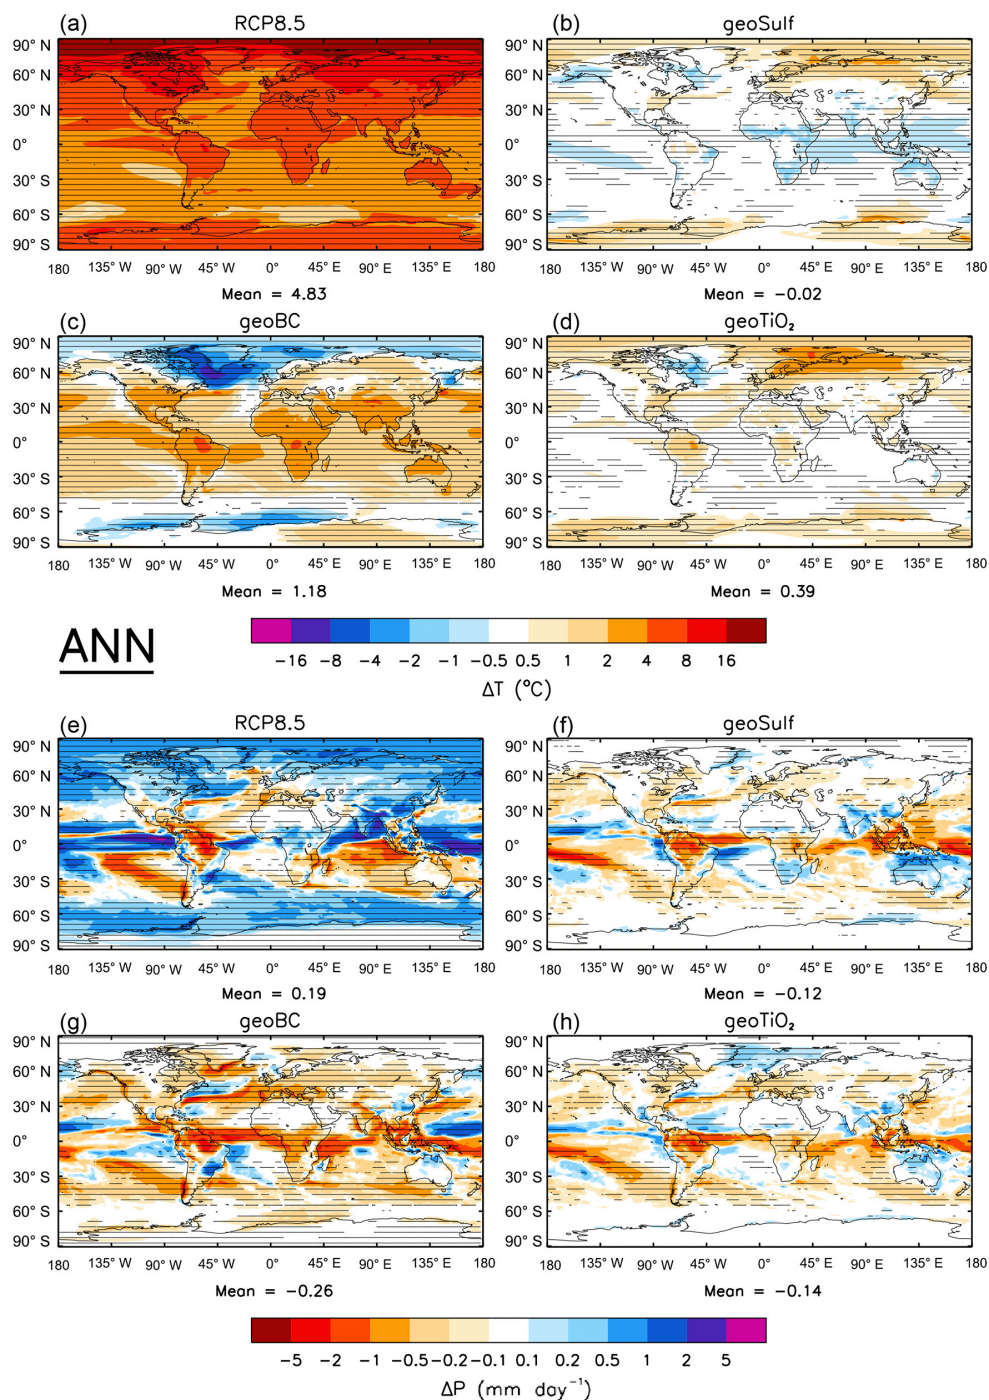 (a) RCP8.5
(b) geoSulf
90° N
60° N
30° N
0°
30° S
60° S
90° S
180 135° W 90° W 45° W 0° 45° E 90° E 135° E 180
Mean = 4.83
90° N
60° N
30° N
0°
30° S
60° S
90° S
180 135° W 90° W 45° W 0° 45° E 90° E 135° E 180
Mean = -0.02
(c) geoBC
(d) geoTiO₂
90° N
60° N
30° N
0°
30° S
60° S
90° S
180 135° W 90° W 45° W 0° 45° E 90° E 135° E 180
Mean = 1.18
90° N
60° N
30° N
0°
30° S
60° S
90° S
180 135° W 90° W 45° W 0° 45° E 90° E 135° E 180
Mean = 0.39
ANN
-16 -8 -4 -2 -1 -0.5 0.5 1 2 4 8 16
ΔT (°C)
(e) RCP8.5
(f) geoSulf
90° N
60° N
30° N
0°
30° S
60° S
90° S
180 135° W 90° W 45° W 0° 45° E 90° E 135° E 180
Mean = 0.19
90° N
60° N
30° N
0°
30° S
60° S
90° S
180 135° W 90° W 45° W 0° 45° E 90° E 135° E 180
Mean = -0.12
(g) geoBC
(h) geoTiO₂
90° N
60° N
30° N
0°
30° S
60° S
90° S
180 135° W 90° W 45° W 0° 45° E 90° E 135° E 180
Mean = -0.26
90° N
60° N
30° N
0°
30° S
60° S
90° S
180 135° W 90° W 45° W 0° 45° E 90° E 135° E 180
Mean = -0.14
-5 -2 -1 -0.5 -0.2 -0.1 0.1 0.2 0.5 1 2 5
ΔP (mm day⁻¹)